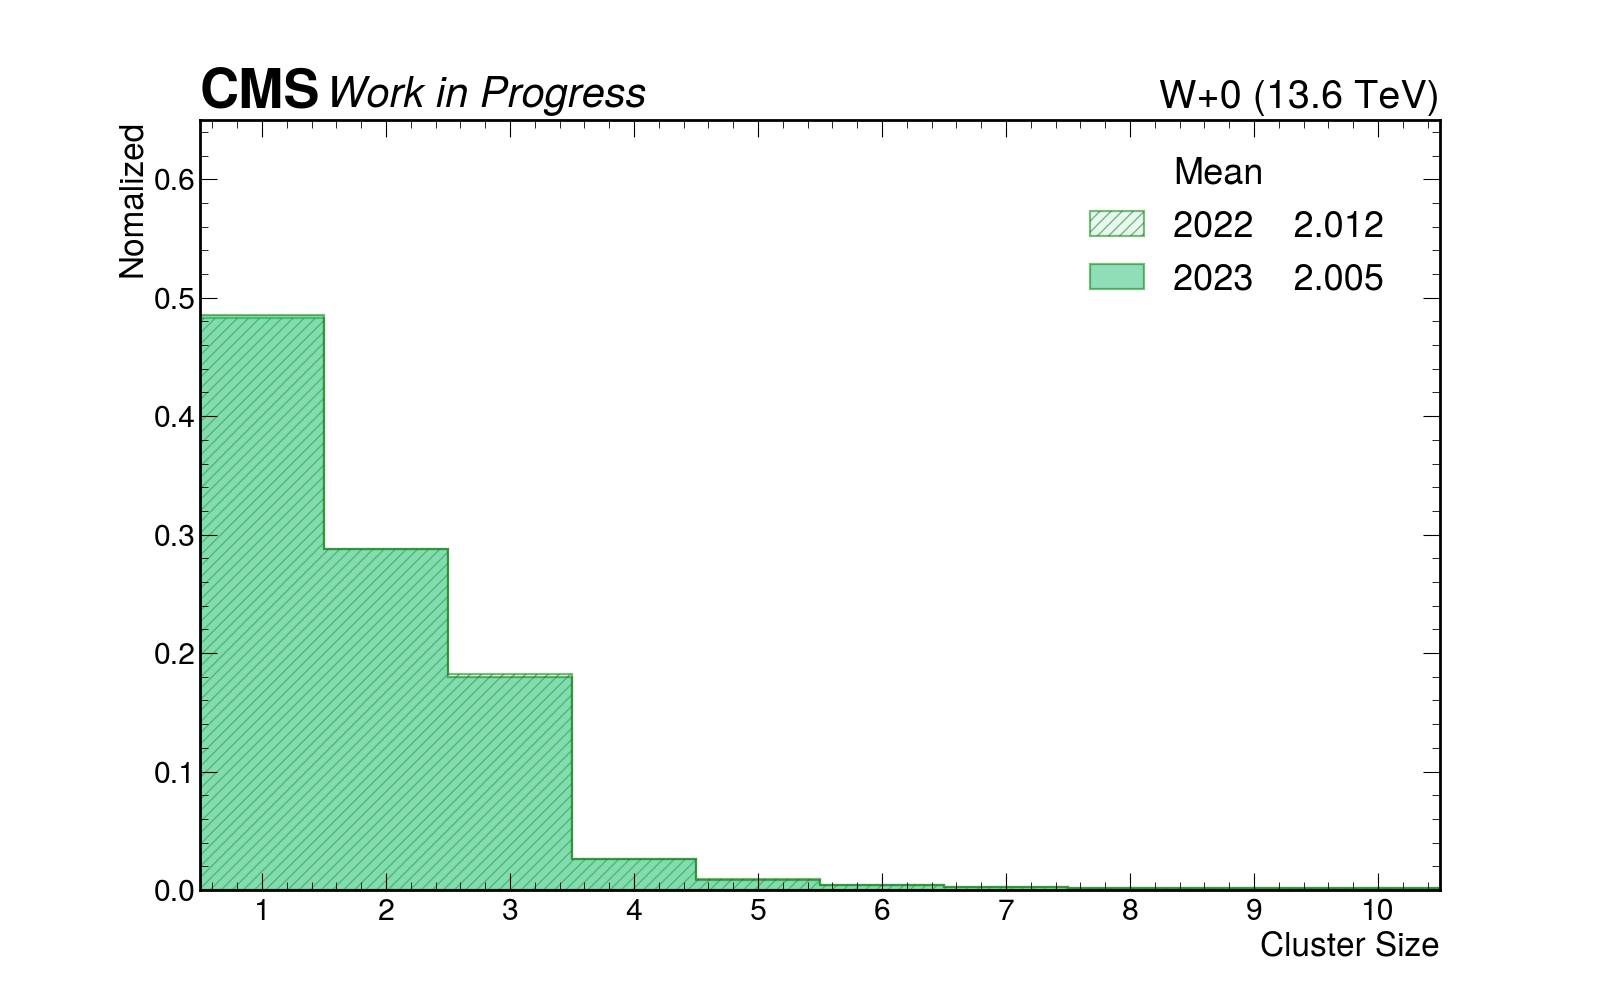 CMS Work in Progress
W+0 (13.6 TeV)
Nomalized
0.6
0.5
0.4
0.3
0.2
0.1
0.0
Mean
2022 2.012
2023 2.005
1 2 3 4 5 6 7 8 9 10
Cluster Size